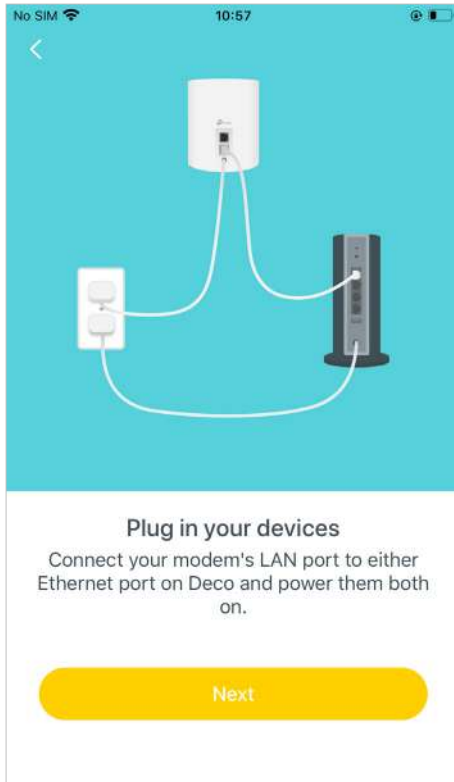 No SIM 10:57
Plug in your devices
Connect your modem's LAN port to either
Ethernet port on Deco and power them both
on.
Next